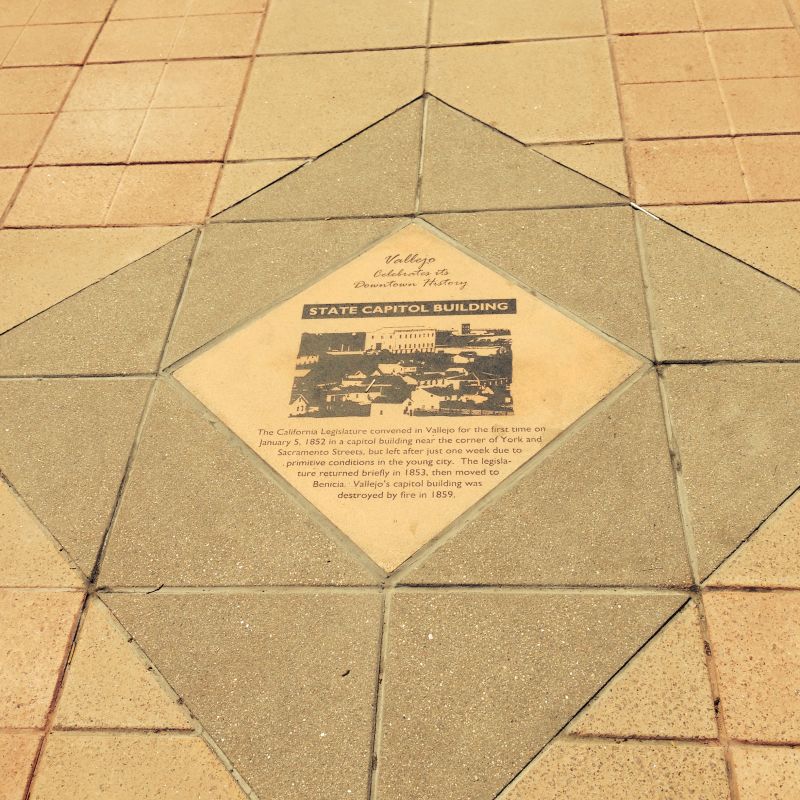 Vallejo
Celebrates its
Downtown History
STATE CAPITOL BUILDING
The California Legislature convened in Vallejo for the first time on
January 5, 1852 in a capitol building near the corner of York and
Sacramento Streets, but left after just one week due to
primitive conditions in the young city. The legisla-
ture returned briefly in 1853, then moved to
Benicia. Vallejo's capitol building was
destroyed by fire in 1859.